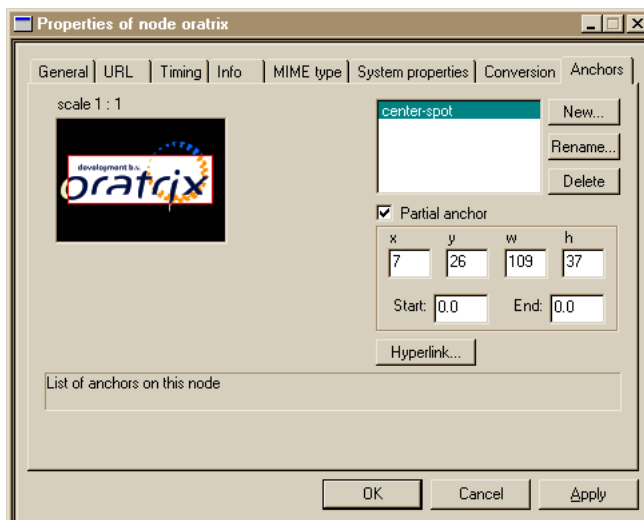 Properties of node oratrix
General URL Timing Info MIME type System properties Conversion Anchors
scale 1 : 1
development b.v.
oratrix
center-spot
New...
Rename...
Delete
Partial anchor
x y w h
7 26 109 37
Start: 0.0 End: 0.0
Hyperlink...
List of anchors on this node
OK Cancel Apply